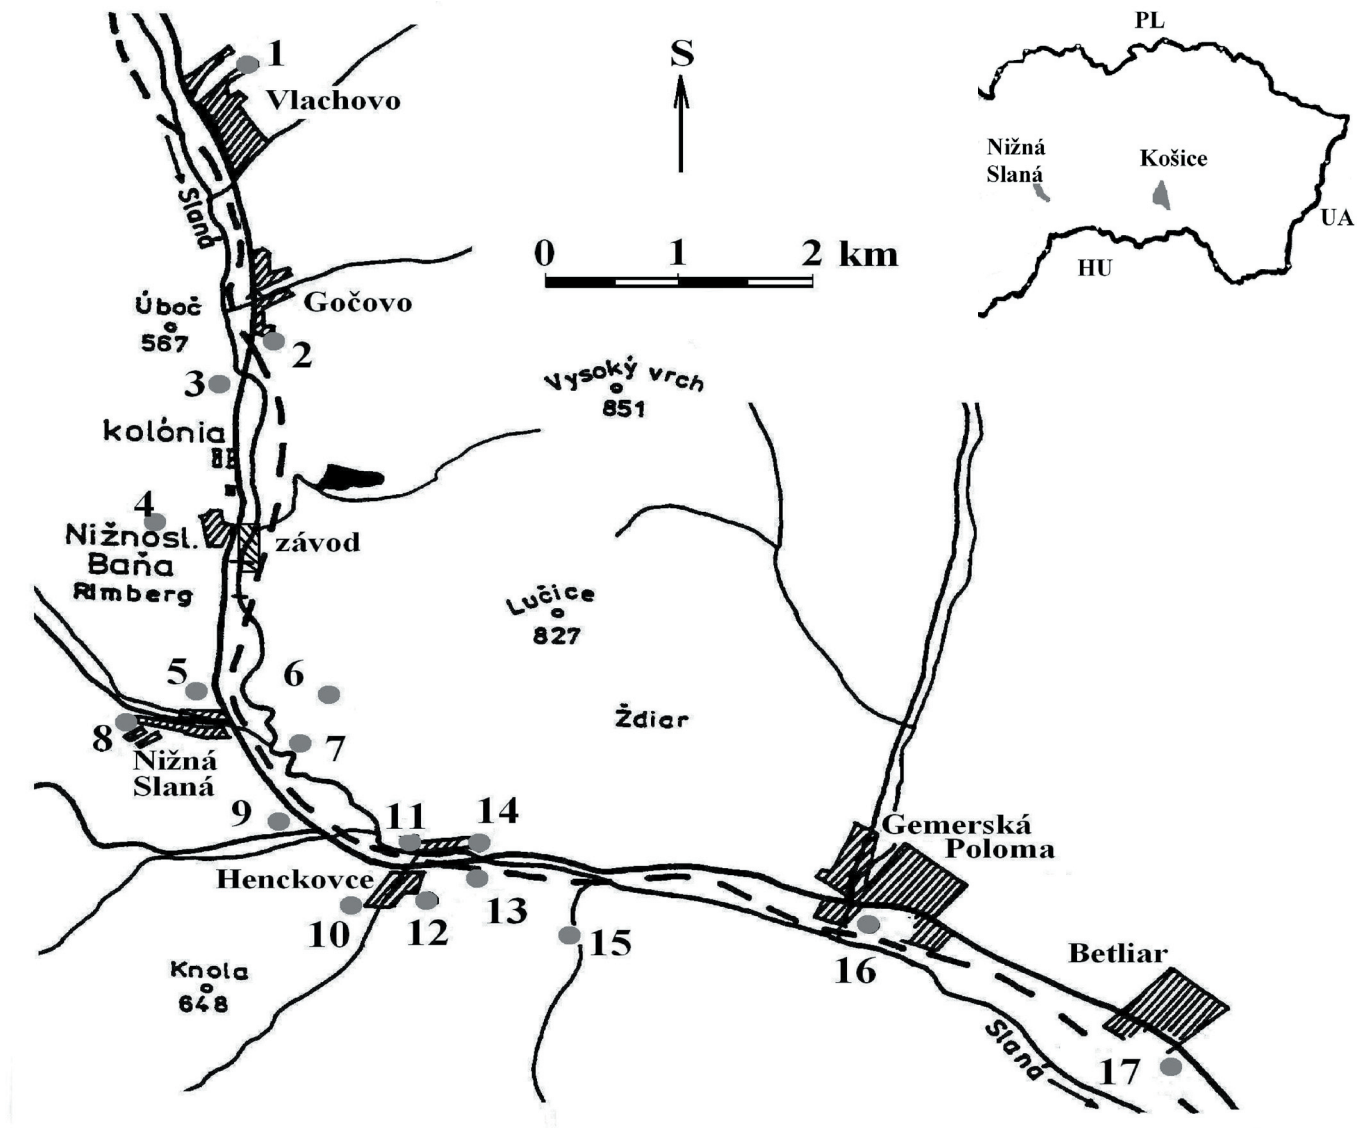 PL
S
1
Vlachovo
Nižná
Slaná
Košice
Slaná
UA
0 1 2 km
HU
Úboč
567
Gočovo
2
3
Vysoký vrch
851
kolónia
4
Nižnosl.
Baňa
Rimberg
závod
Lučice
827
5
6
Ždiar
8
7
Nižná
Slaná
9
11
14
Gemerská
Poloma
Henckovce
10
12
13
15
16
Betliar
Knola
648
Slaná
17